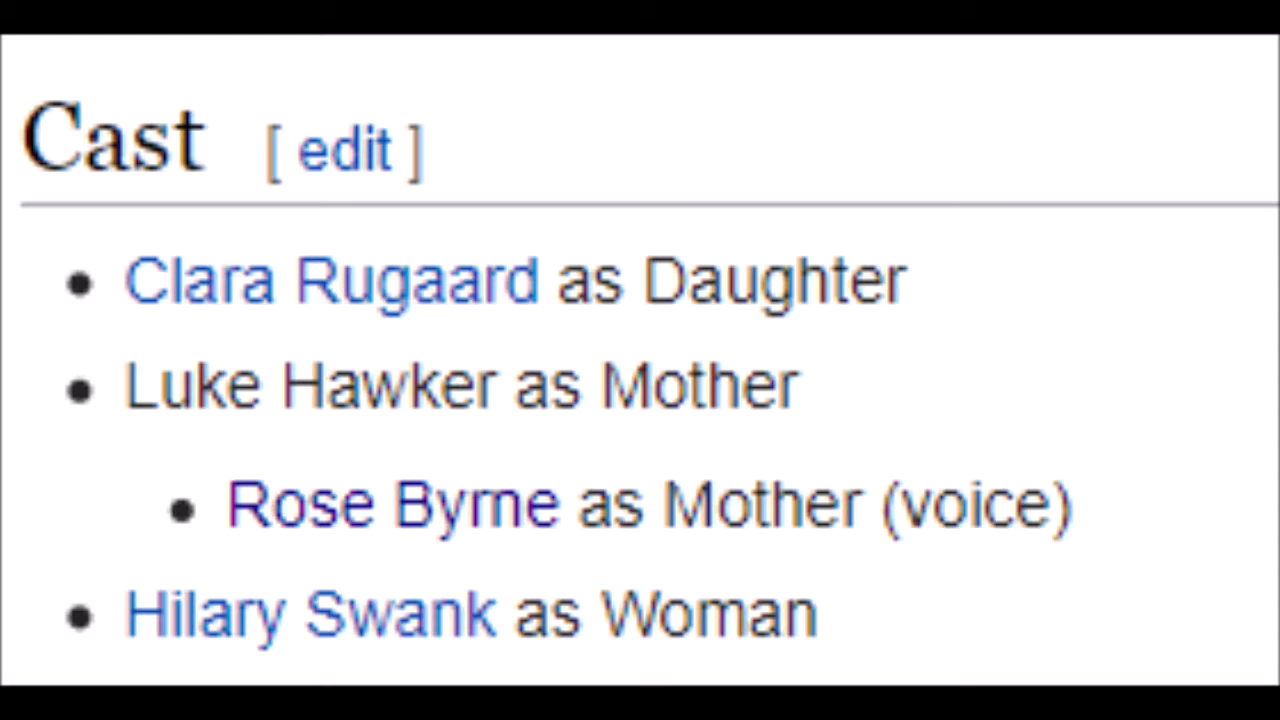 Cast [ edit ]
Clara Rugaard as Daughter
Luke Hawker as Mother
Rose Byrne as Mother (voice)
Hilary Swank as Woman